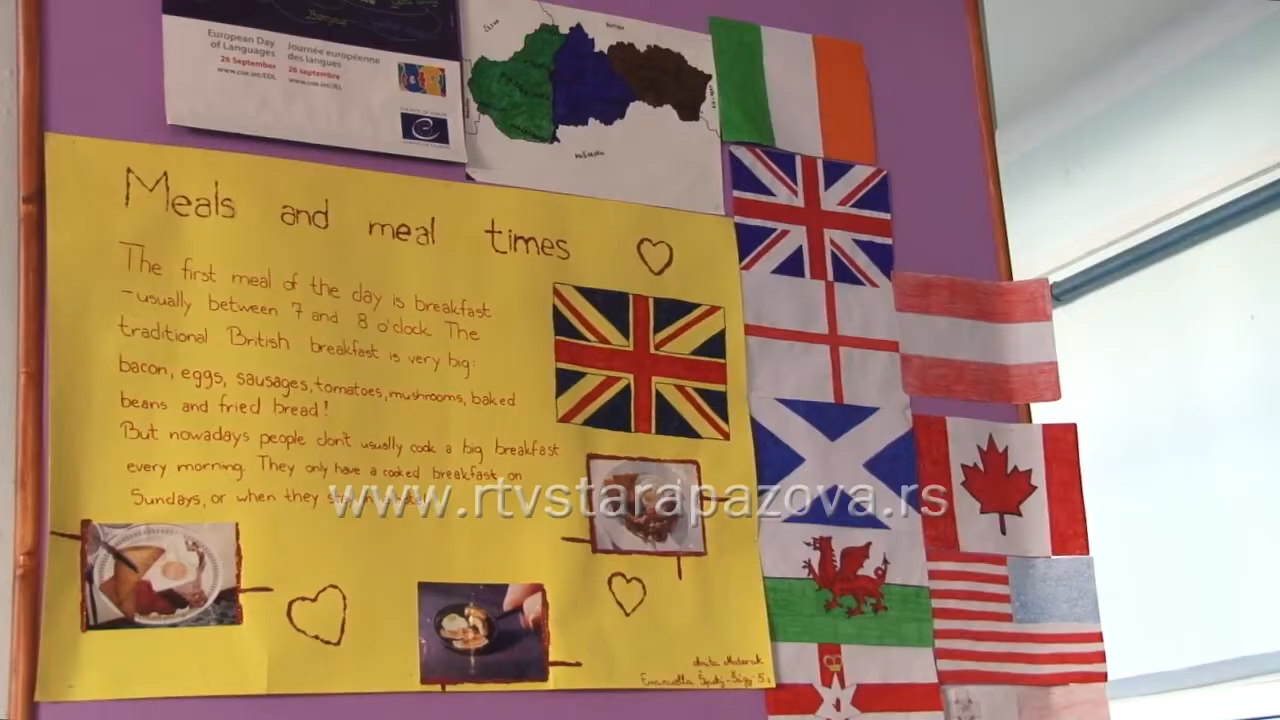 European Day
of Languages
26 September
www.coe.int/EDL
Journée européenne
des langues
26 septembre
www.coe.int/JEL
COUNCIL OF EUROPE
Meals and meal times
The first meal of the day is breakfast
-usually between 7 and 8 o'clock. The
traditional British breakfast is very big:
bacon, eggs, sausages, tomatoes, mushrooms, baked
beans and fried bread!
But nowadays people don't usually cook a big breakfast
every morning. They only have a cooked breakfast on
Sundays, or when they
www.rtvstarapazova.rs
Emanuella